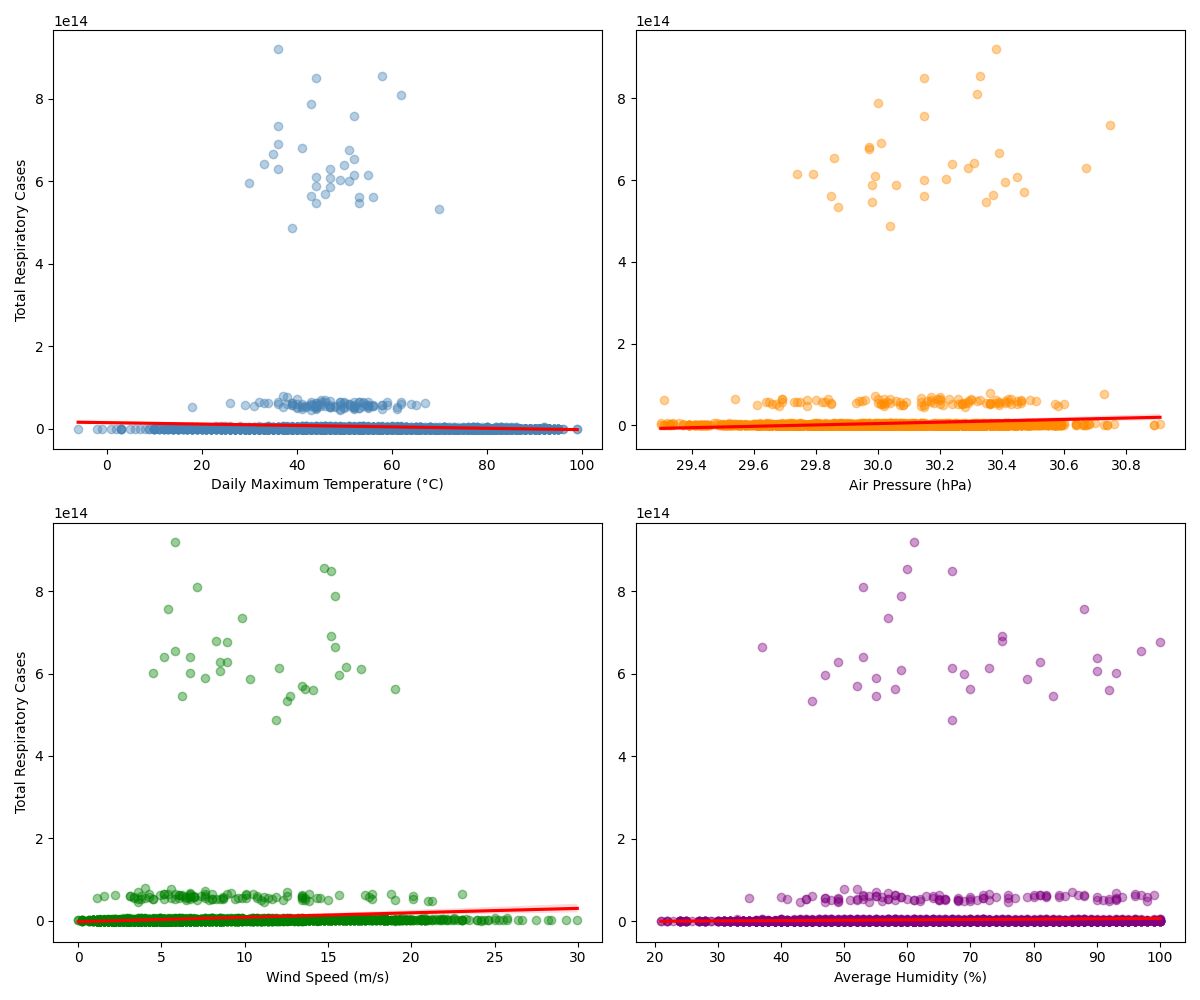 1e14
8
6
4
2
0
Total Respiratory Cases
0 20 40 60 80 100
Daily Maximum Temperature (°C)
1e14
8
6
4
2
0
29.4 29.6 29.8 30.0 30.2 30.4 30.6 30.8
Air Pressure (hPa)
1e14
8
6
4
2
0
Total Respiratory Cases
0 5 10 15 20 25 30
Wind Speed (m/s)
1e14
8
6
4
2
0
20 30 40 50 60 70 80 90 100
Average Humidity (%)